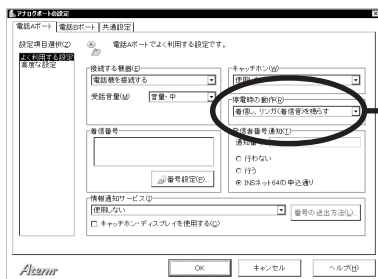 アナログポートの設定
電話Aポート 電話Bポート 共通設定
設定項目選択(Z)
よく利用する設定
高度な設定
電話Aポートでよく利用する設定です。
接続する機器(E)
電話機を接続する
受話音量(M) 音量・中
キャッチホン(W)
停電時の動作(R)
着信し、リンガ(着信音)を鳴らす
着信番号
番号設定(P)...
発信者番号通知(T)
○ 行わない
○ 行う
◉ INSネット64の申込通り
情報通知サービス(I)
使用しない
□ キャッチホン・ディスプレイを使用する(C)
番号の送出方法(L)...
Aterm
OK キャンセル ヘルプ(H)